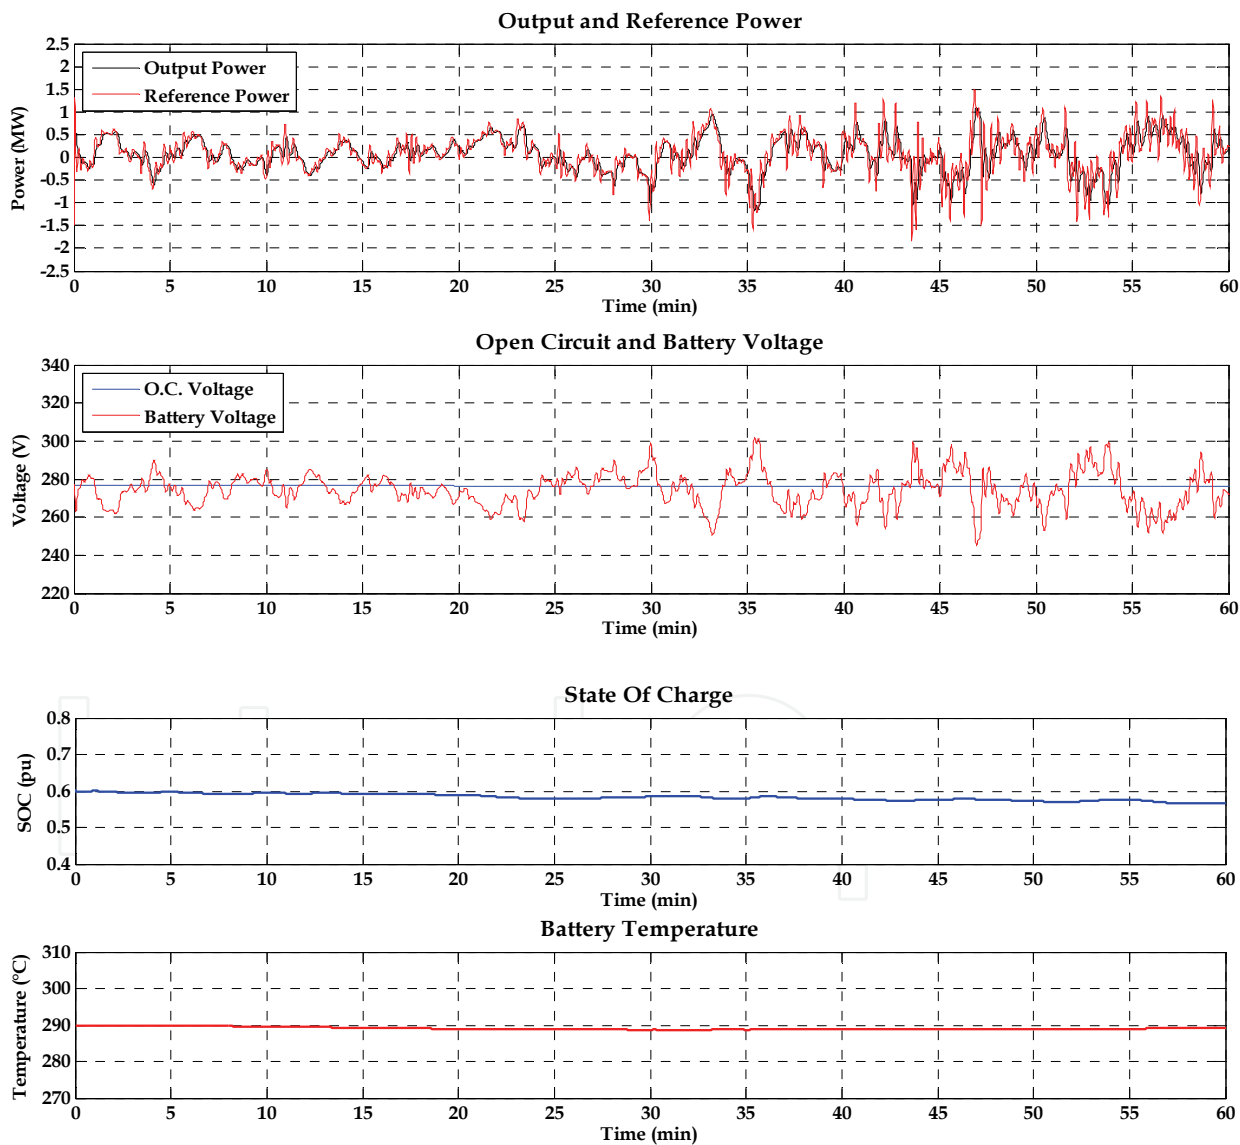 Output and Reference Power
2.5
2
1.5
1
0.5
0
-0.5
-1
-1.5
-2
-2.5
Power (MW)
Output Power
Reference Power
0 5 10 15 20 25 30 35 40 45 50 55 60
Time (min)
Open Circuit and Battery Voltage
340
320
300
280
260
240
220
Voltage (V)
O.C. Voltage
Battery Voltage
0 5 10 15 20 25 30 35 40 45 50 55 60
Time (min)
State Of Charge
0.8
0.7
0.6
0.5
0.4
SOC (pu)
0 5 10 15 20 25 30 35 40 45 50 55 60
Time (min)
Battery Temperature
310
300
290
280
270
Temperature (°C)
0 5 10 15 20 25 30 35 40 45 50 55 60
Time (min)